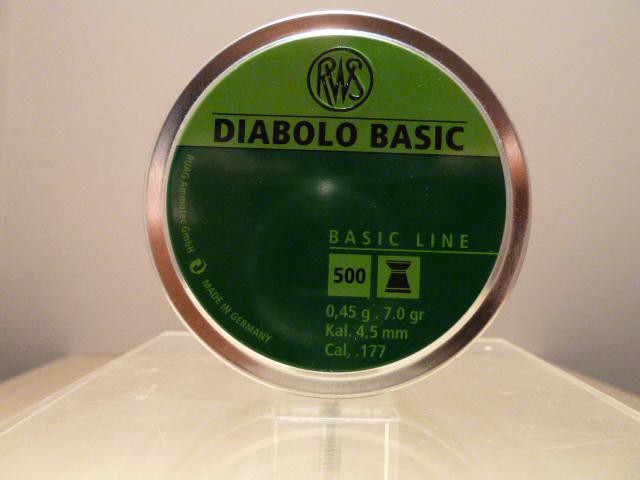 RWS
DIABOLO BASIC
RUAG Ammotec GmbH
MADE IN GERMANY
BASIC LINE
500
0,45 g . 7.0 gr
Kal. 4,5 mm
Cal. .177